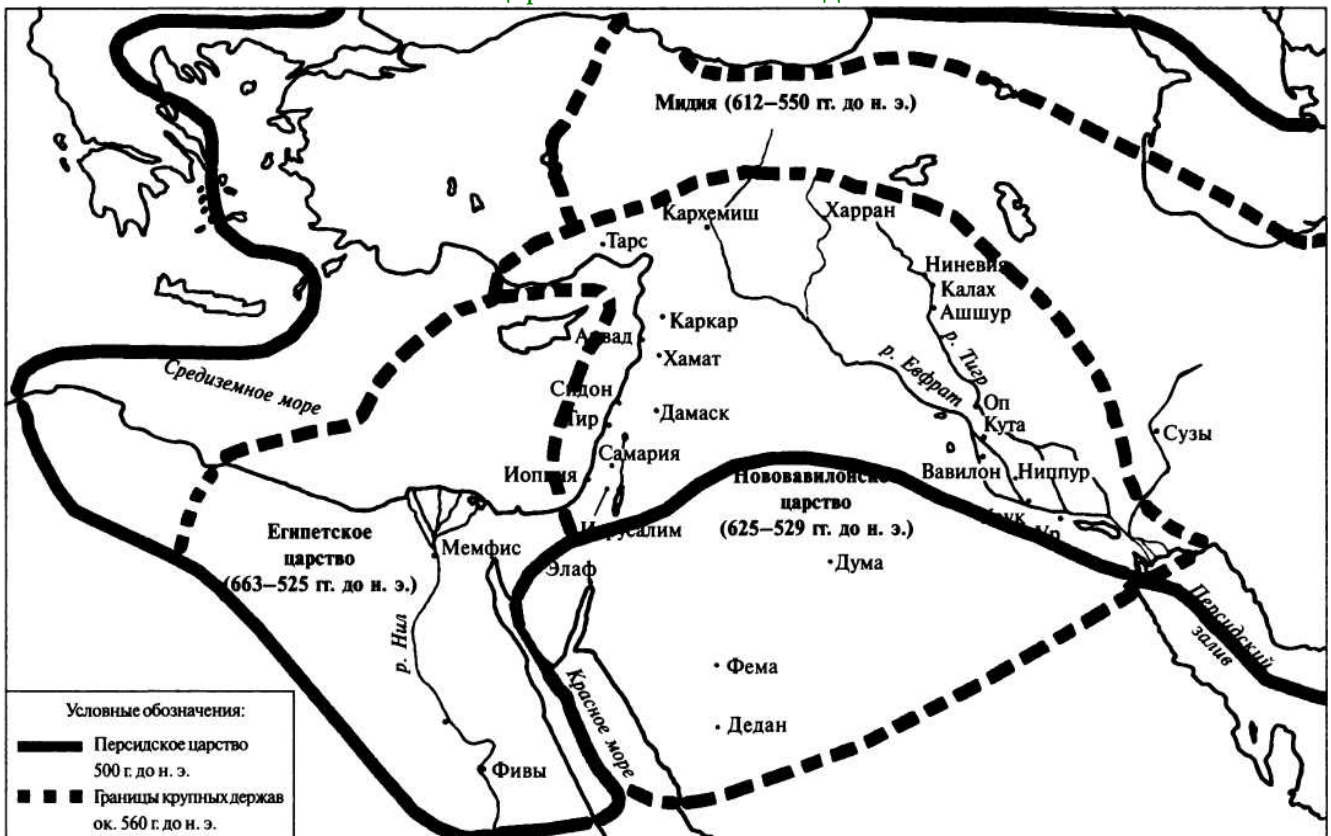 Мидия (612–550 гг. до н. э.)
Кархемиш
Харран
Тарс
Ниневия
Калах
Ашшур
Каркар
Хамат
р. Тигр
р. Евфрат
Средиземное море
Сидон
Тир
Дамаск
Оп
Кута
Сузы
Самария
Вавилон
Ниппур
Нововавилонское
царство
(625–529 гг. до н. э.)
Египетское
царство
(663–525 гг. до н. э.)
Мемфис
Элаф
Дума
р. Нил
Персидский
залив
Красное море
Фема
Дедан
Фивы
Условные обозначения:
Персидское царство
500 г. до н. э.
Границы крупных держав
ок. 560 г. до н. э.